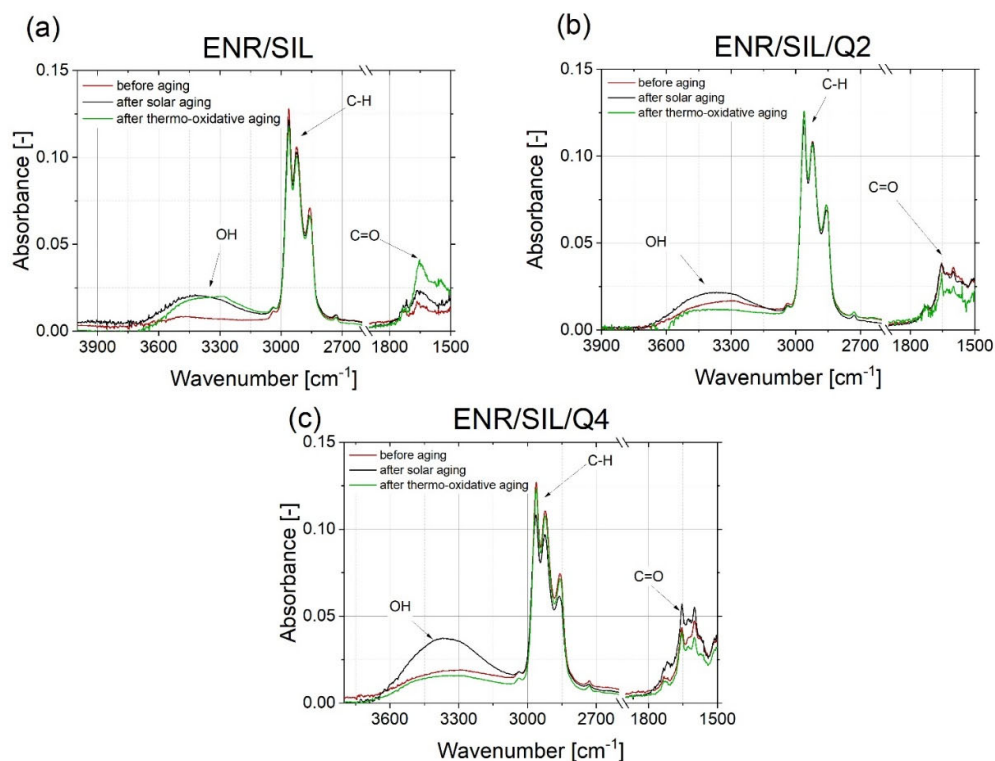 (a)
ENR/SIL
0.15
0.10
0.05
0.00
Absorbance [-]
before aging
after solar aging
after thermo-oxidative aging
C-H
OH
C=O
3900 3600 3300 3000 2700 1800 1500
Wavenumber [cm⁻¹]
(b)
ENR/SIL/Q2
0.15
0.10
0.05
0.00
Absorbance [-]
before aging
after solar aging
after thermo-oxidative aging
C-H
C=O
OH
3900 3600 3300 3000 2700 1800 1500
Wavenumber [cm⁻¹]
(c)
ENR/SIL/Q4
0.15
0.10
0.05
0.00
Absorbance [-]
before aging
after solar aging
after thermo-oxidative aging
C-H
C=O
OH
3600 3300 3000 2700 1800 1500
Wavenumber [cm⁻¹]